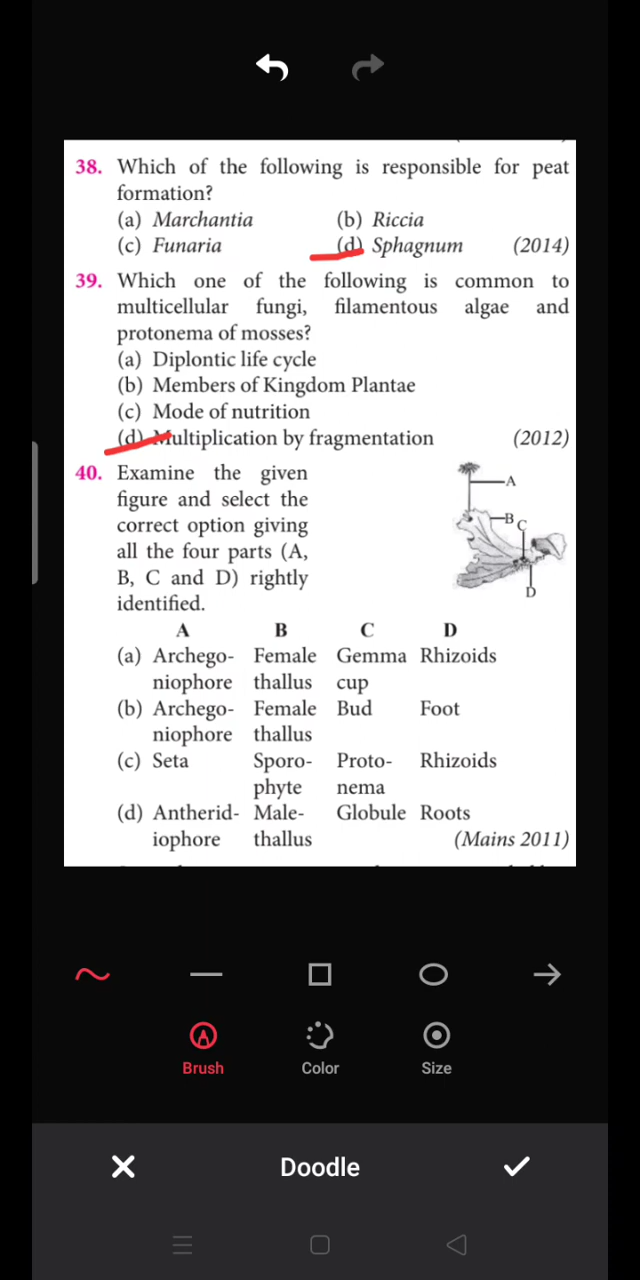 38. Which of the following is responsible for peat
formation?
(a) Marchantia (b) Riccia
(c) Funaria (d) Sphagnum (2014)
39. Which one of the following is common to
multicellular fungi, filamentous algae and
protonema of mosses?
(a) Diplontic life cycle
(b) Members of Kingdom Plantae
(c) Mode of nutrition
(d) Multiplication by fragmentation (2012)
40. Examine the given
figure and select the
correct option giving
all the four parts (A,
B, C and D) rightly
identified.
A
B
C
D
A B C D
(a) Archego- Female Gemma Rhizoids
niophore thallus cup
(b) Archego- Female Bud Foot
niophore thallus
(c) Seta Sporo- Proto- Rhizoids
phyte nema
(d) Antherid- Male- Globule Roots
iophore thallus (Mains 2011)
Brush Color Size
Doodle